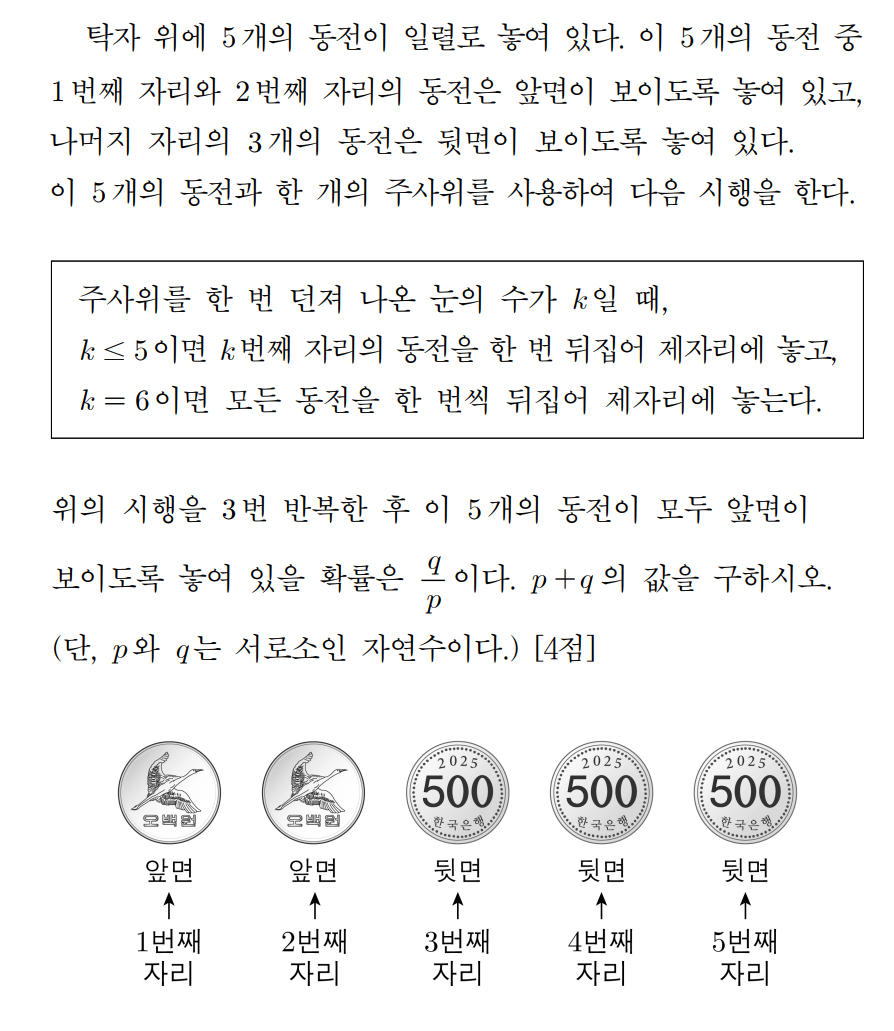 탁자 위에 5개의 동전이 일렬로 놓여 있다. 이 5개의 동전 중
1번째 자리와 2번째 자리의 동전은 앞면이 보이도록 놓여 있고,
나머지 자리의 3개의 동전은 뒷면이 보이도록 놓여 있다.
이 5개의 동전과 한 개의 주사위를 사용하여 다음 시행을 한다.
주사위를 한 번 던져 나온 눈의 수가 k일 때,
k ≤ 5이면 k번째 자리의 동전을 한 번 뒤집어 제자리에 놓고,
k = 6이면 모든 동전을 한 번씩 뒤집어 제자리에 놓는다.
위의 시행을 3번 반복한 후 이 5개의 동전이 모두 앞면이
보이도록 놓여 있을 확률은 q/p이다. p+q의 값을 구하시오.
(단, p와 q는 서로소인 자연수이다.) [4점]
2025 2025 2025
500 500 500
오백원 오백원 한국은행 한국은행 한국은행
앞면 앞면 뒷면 뒷면 뒷면
↑ ↑ ↑ ↑ ↑
1번째 2번째 3번째 4번째 5번째
자리 자리 자리 자리 자리